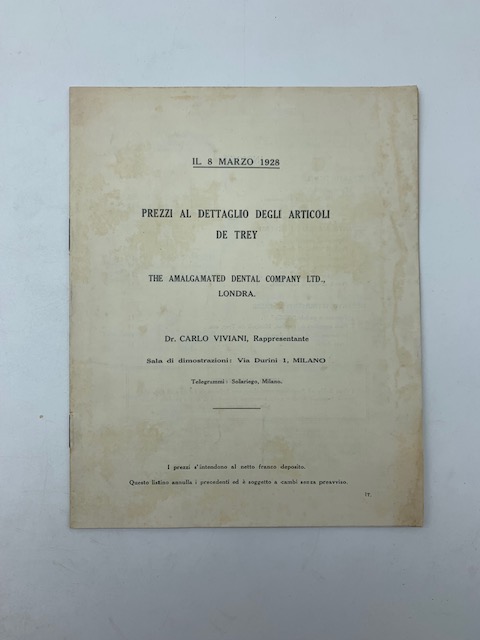 IL 8 MARZO 1928
PREZZI AL DETTAGLIO DEGLI ARTICOLI
DE TREY
THE AMALGAMATED DENTAL COMPANY LTD.,
LONDRA.
Dr. CARLO VIVIANI, Rappresentante
Sala di dimostrazioni: Via Durini 1, MILANO
Telegrammi: Solariego, Milano.
I prezzi s'intendono al netto franco deposito.
Questo listino annulla i precedenti ed è soggetto a cambi senza preavviso.